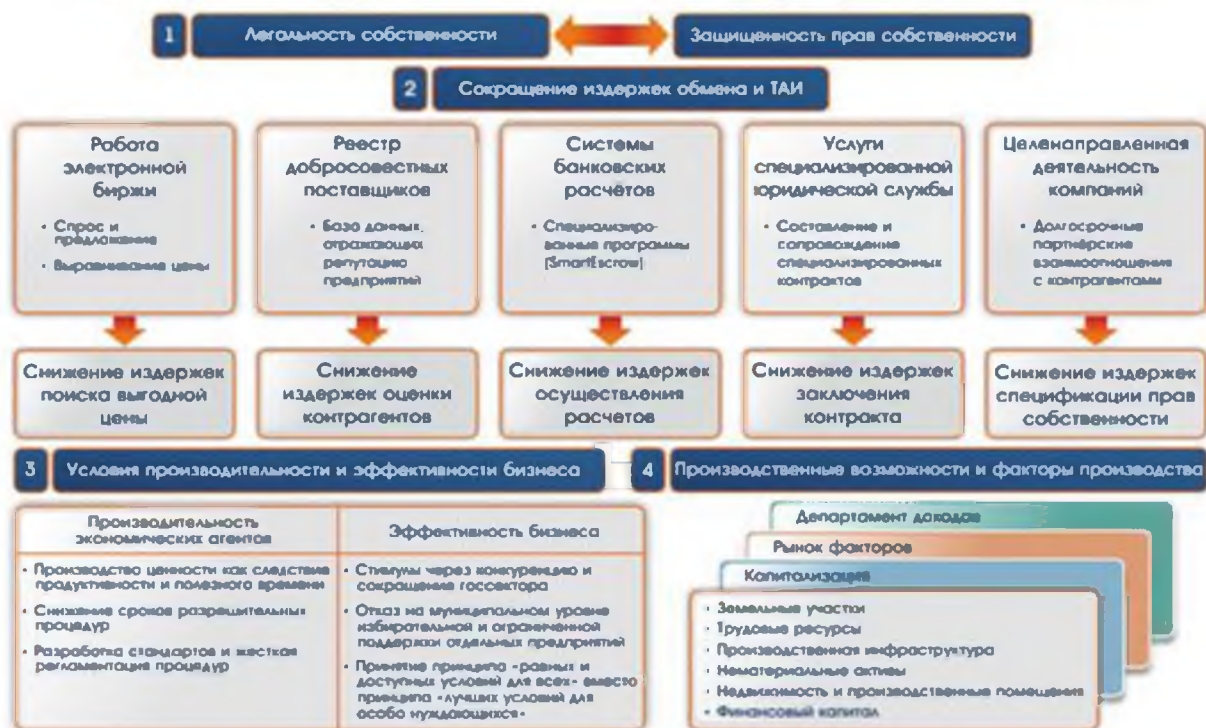 1 Легальность собственности
Защищенность прав собственности
2 Сокращение издержек обмена и ТАИ
Работа
электронной
биржи
• Спрос и
предложение
• Выравнивание цены
Реестр
добросовестных
поставщиков
• База данных,
отражающих
репутацию
предприятий
Системы
банковских
расчётов
• Специализиро-
ванные программы
(SmartEscrow)
Услуги
специализированной
юридической службы
• Составление и
сопровождение
специализированных
контрактов
Целенаправленная
деятельность
компаний
• Долгосрочные
партнёрские
взаимоотношения
с контрагентами
Снижение издержек
поиска выгодной
цены
Снижение
издержек оценки
контрагентов
Снижение издержек
осуществления
расчетов
Снижение издержек
заключения
контракта
Снижение издержек
спецификации прав
собственности
3 Условия производительности и эффективности бизнеса
Производительность
экономических агентов
• Производство ценности как следствие
продуктивности и полезного времени
• Снижение сроков разрешительных
процедур
• Разработка стандартов и жесткая
регламентация процедур
Эффективность бизнеса
• Стимулы через конкуренцию и
сокращение госсектора
• Отказ на муниципальном уровне
избирательной и ограниченной
поддержки отдельных предприятий
• Принятие принципа «равных и
доступных условий для всех» вместо
принципа «лучших условий для
особо нуждающихся»
4 Производственные возможности и факторы производства
Департамент доходов
Рынок факторов
Капитализация
• Земельные участки
• Трудовые ресурсы
• Производственная инфраструктура
• Нематериальные активы
• Недвижимость и производственные помещения
• Финансовый капитал